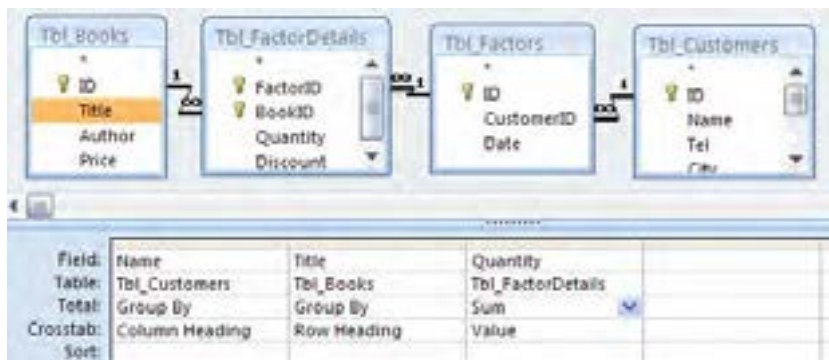 Tbl_Books
*
ID
Title
Author
Price
Tbl_FactorDetails
*
FactorID
BookID
Quantity
Discount
Tbl_Factors
*
ID
CustomerID
Date
Tbl_Customers
*
ID
Name
Tel
City
1 ∞
∞ 1
∞ 1
Field: Name Title Quantity
Table: Tbl_Customers Tbl_Books Tbl_FactorDetails
Total: Group By Group By Sum
Crosstab: Column Heading Row Heading Value
Sort: